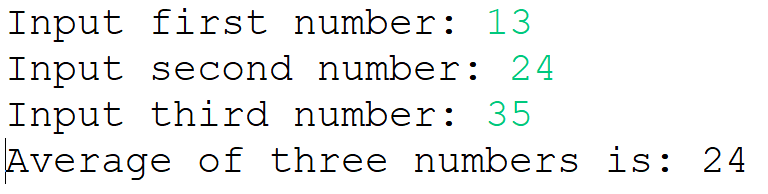 Input first number: 13
Input second number: 24
Input third number: 35
Average of three numbers is: 24